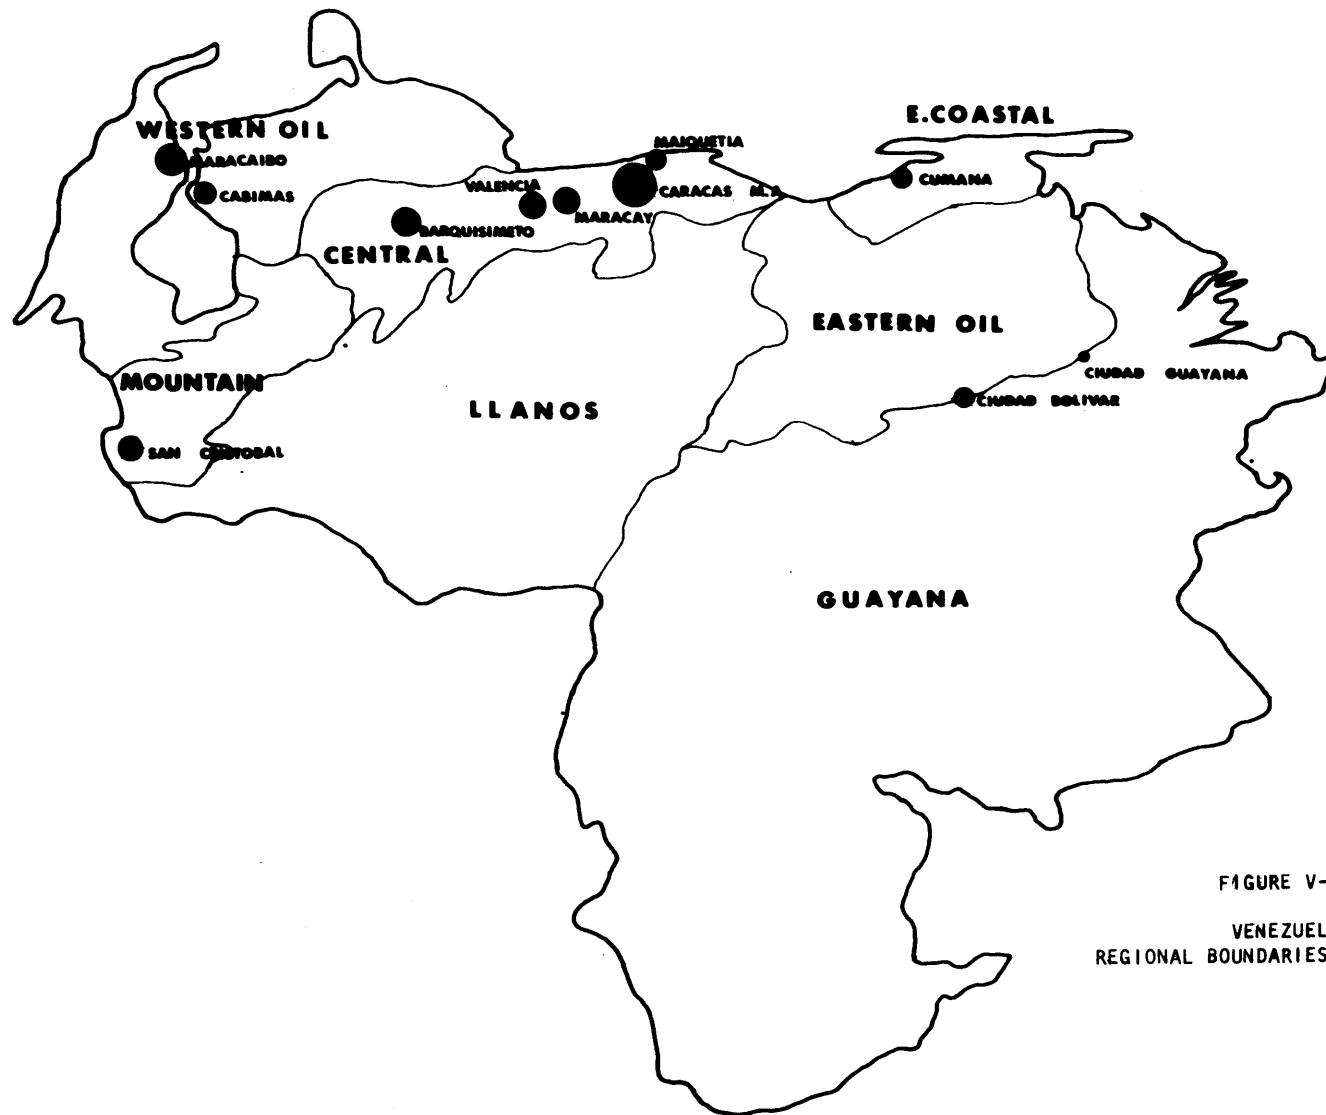 E.COASTAL
WESTERN OIL
MAIQUETIA
MARACAIBO
CUMANA
VALENCIA
CARACAS M.A
CABIMAS
MARACAY
BARQUISIMETO
CENTRAL
EASTERN OIL
CIUDAD GUAYANA
MOUNTAIN
CIUDAD BOLIVAR
LLANOS
SAN CRISTOBAL
GUAYANA
FIGURE V-
VENEZUEL
REGIONAL BOUNDARIES